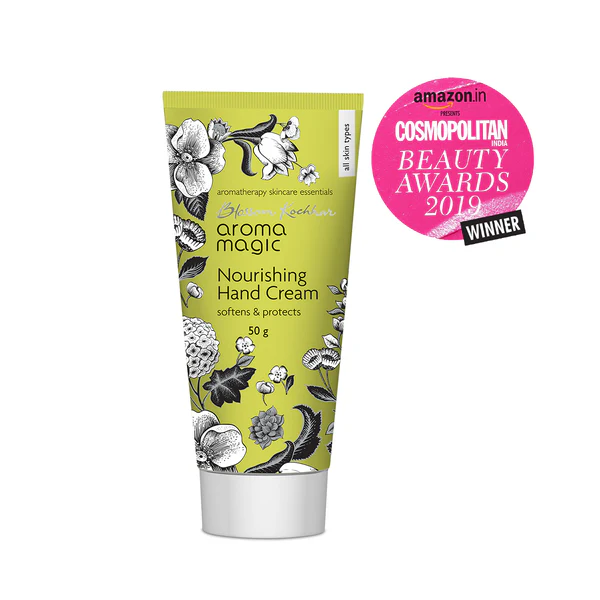 all skin types
aromatherapy skincare essentials
Blossom Kochhar
aroma
magic
Nourishing
Hand Cream
softens & protects
50 g
amazon.in
PRESENTS
COSMOPOLITAN
INDIA
BEAUTY
AWARDS
2019
WINNER